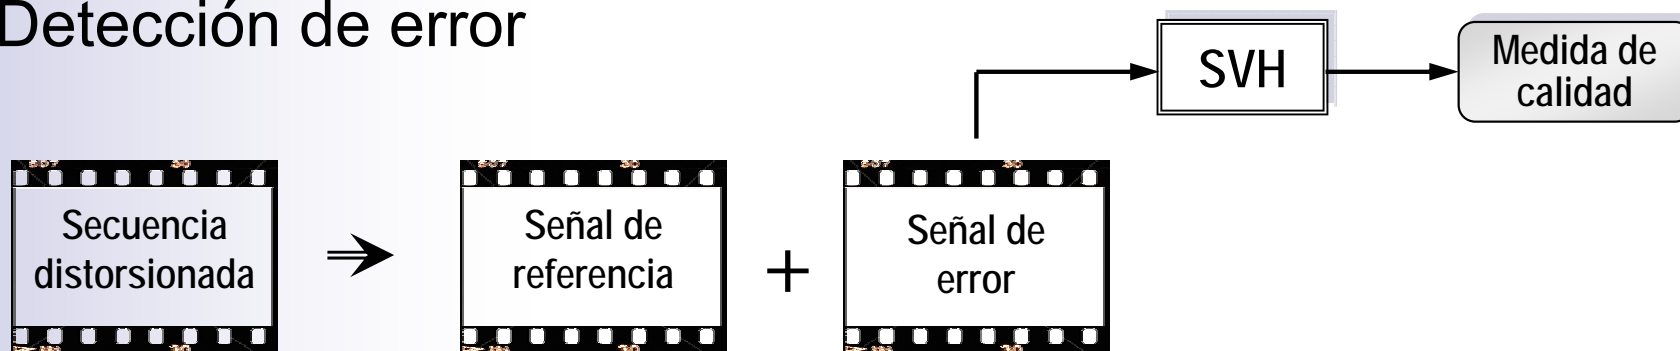 Detección de error
SVH
Medida de
calidad
Secuencia
distorsionada
Señal de
referencia
+
Señal de
error